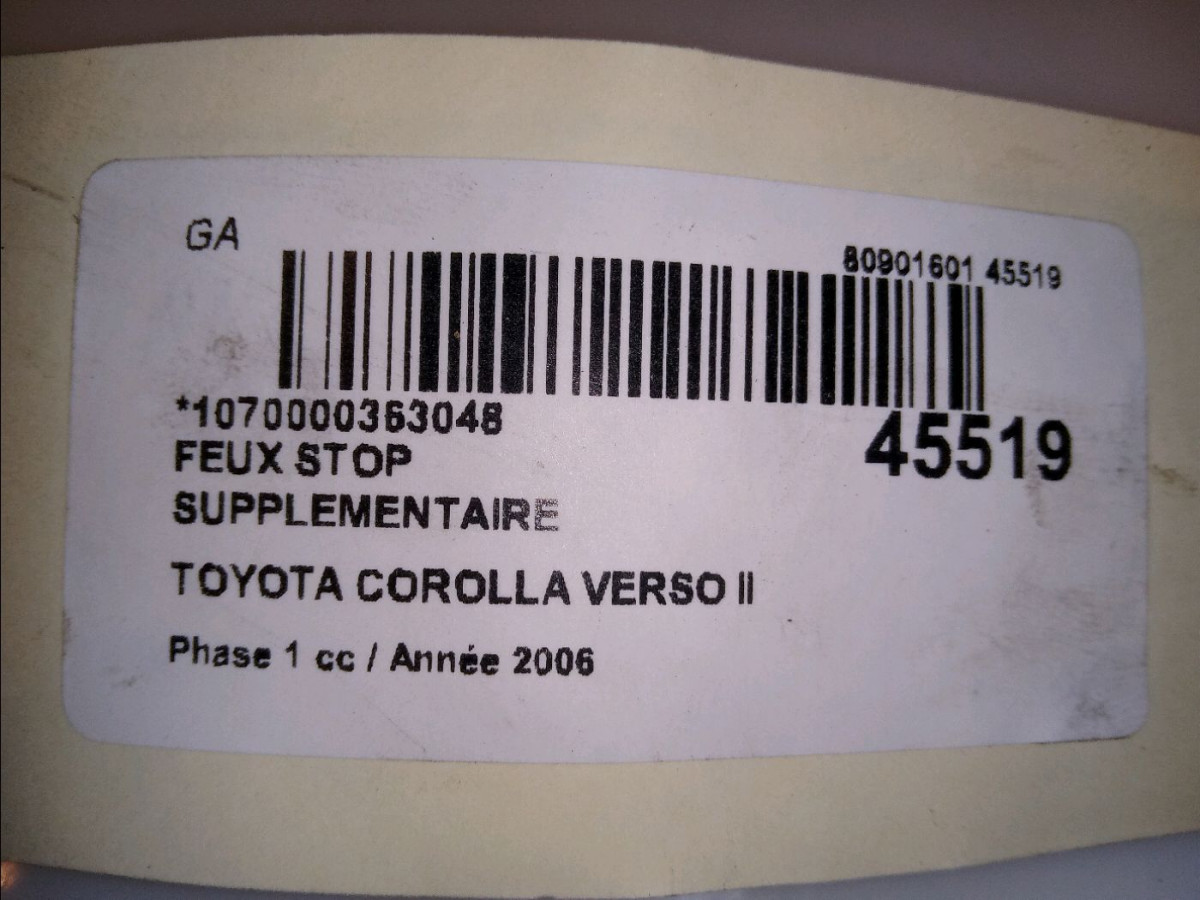 GA
80901601 45519
*1070000363048
45519
FEUX STOP
SUPPLEMENTAIRE
TOYOTA COROLLA VERSO II
Phase 1 cc / Année 2006